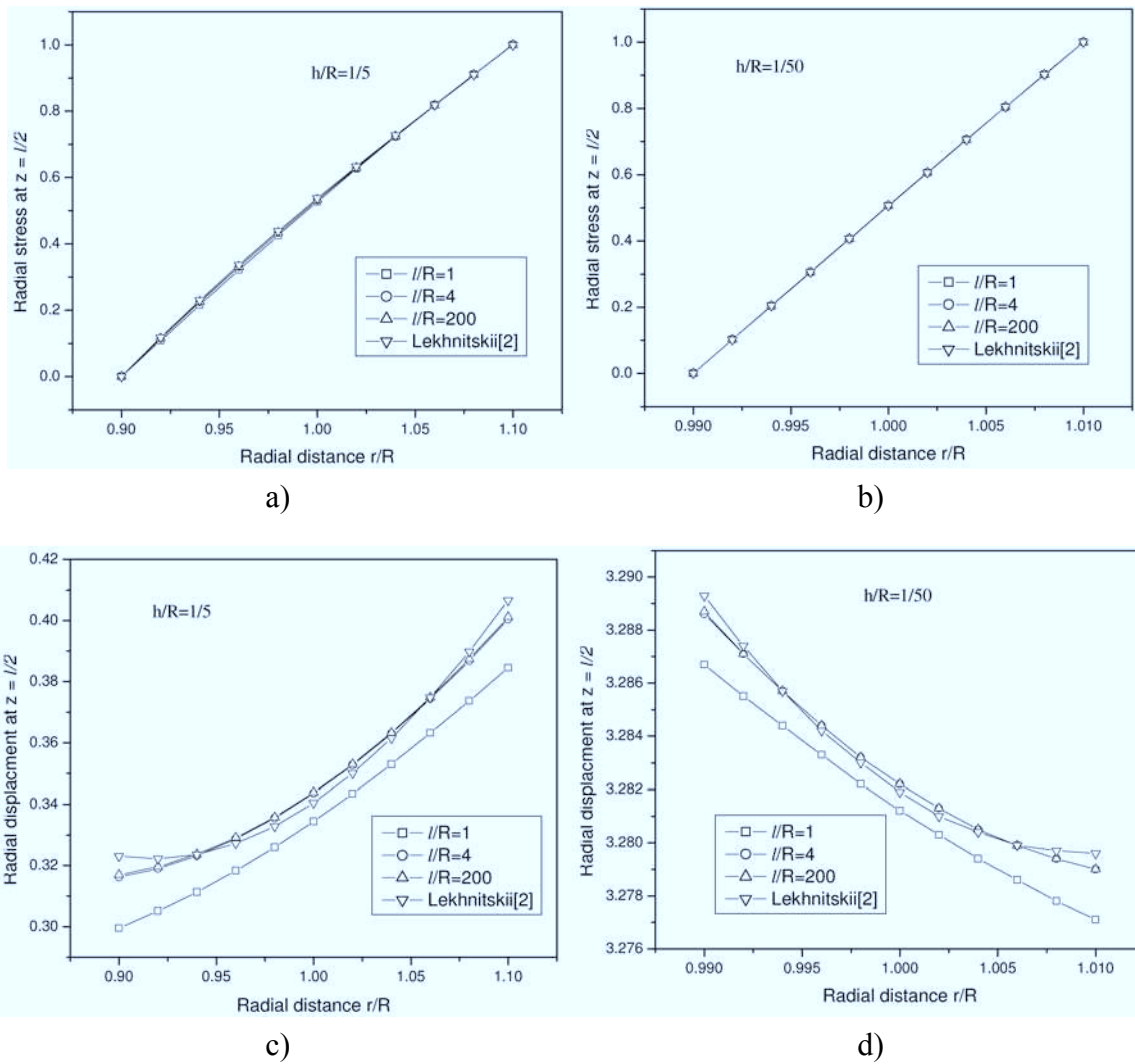 Radial stress at z = l/2
1.0
0.8
0.6
0.4
0.2
0.0
h/R=1/5
l/R=1
l/R=4
l/R=200
Lekhnitskii[2]
0.90 0.95 1.00 1.05 1.10
Radial distance r/R
a)
Radial stress at z = l/2
1.0
0.8
0.6
0.4
0.2
0.0
h/R=1/50
l/R=1
l/R=4
l/R=200
Lekhnitskii[2]
0.990 0.995 1.000 1.005 1.010
Radial distance r/R
b)
Radial displacment at z = l/2
0.42
0.40
0.38
0.36
0.34
0.32
0.30
h/R=1/5
l/R=1
l/R=4
l/R=200
Lekhnitskii[2]
0.90 0.95 1.00 1.05 1.10
Radial distance r/R
c)
Radial displacment at z = l/2
3.290
3.288
3.286
3.284
3.282
3.280
3.278
3.276
h/R=1/50
l/R=1
l/R=4
l/R=200
Lekhnitskii[2]
0.990 0.995 1.000 1.005 1.010
Radial distance r/R
d)